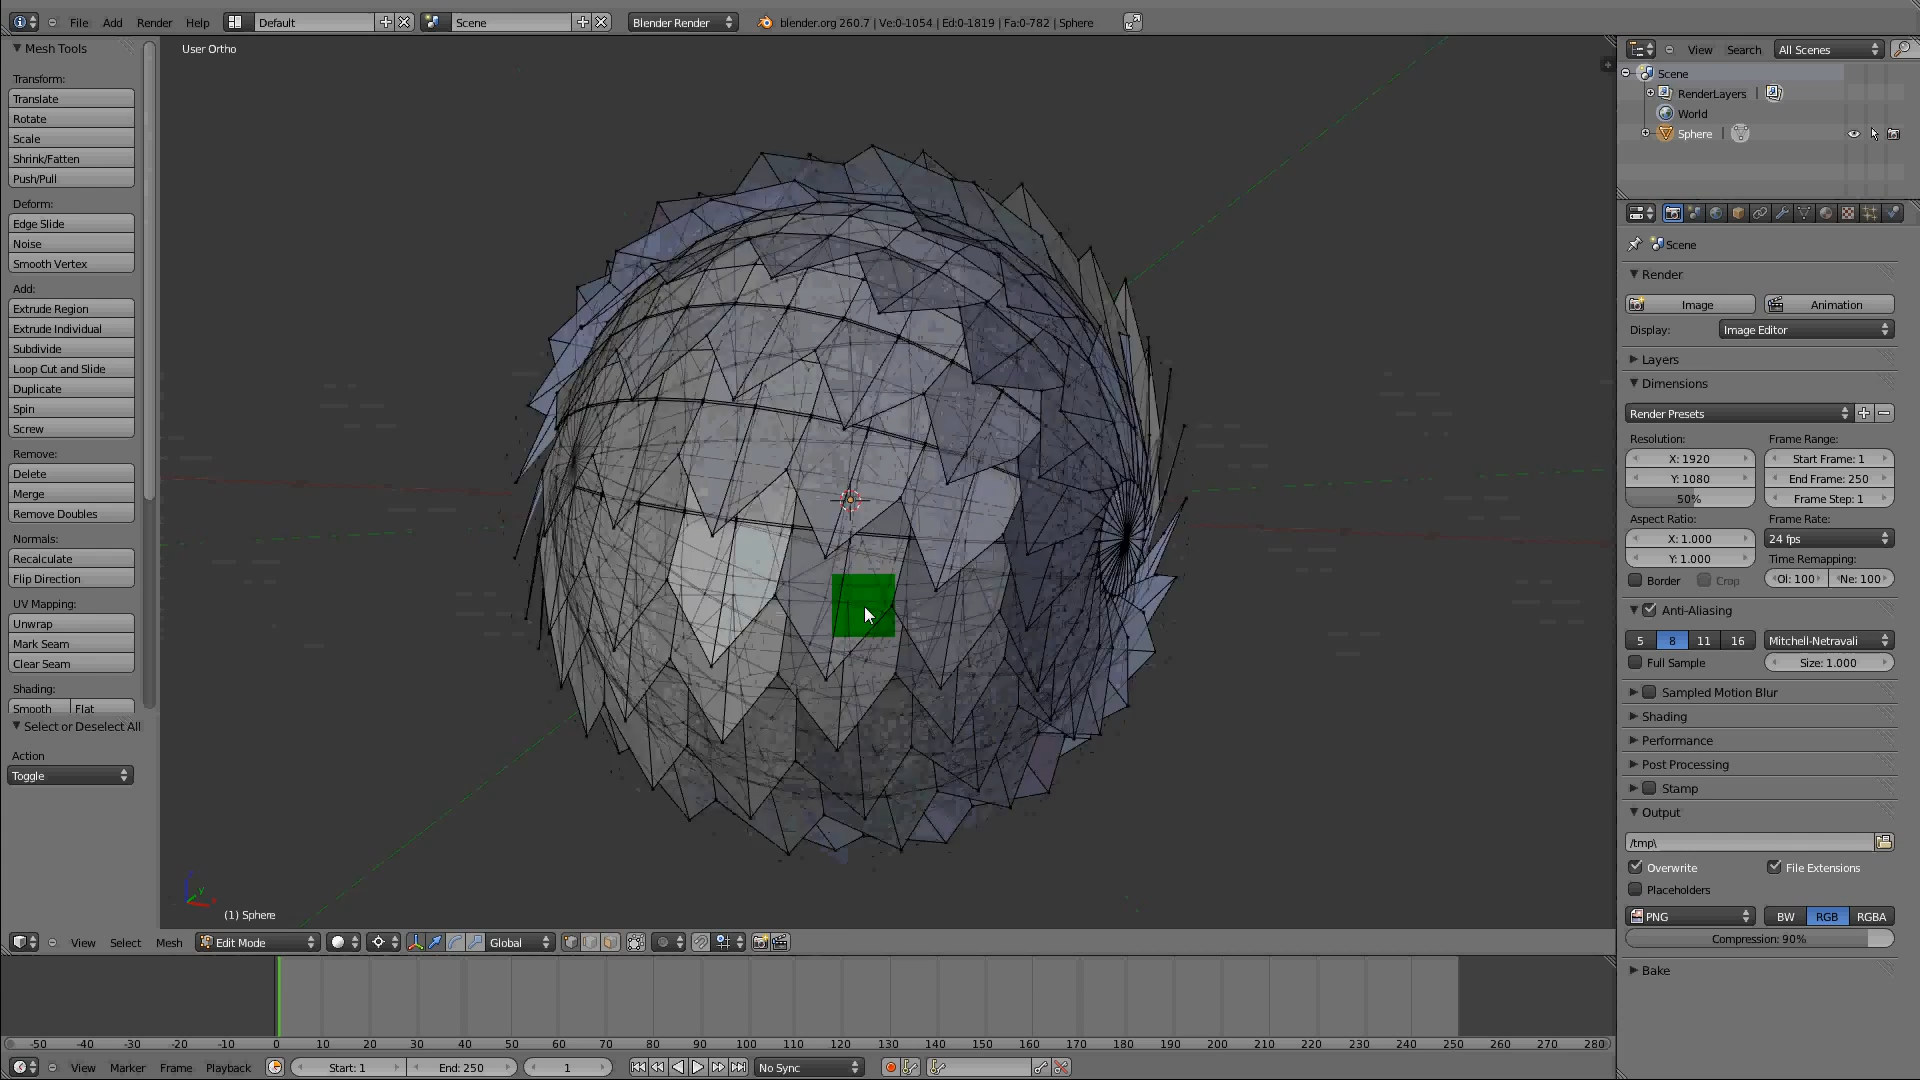 File Add Render Help Default Scene Blender Render blender.org 260.7 | Ve:0-1054 | Ed:0-1819 | Fa:0-782 | Sphere
Mesh Tools
Transform:
Translate
Rotate
Scale
Shrink/Fatten
Push/Pull
Deform:
Edge Slide
Noise
Smooth Vertex
Add:
Extrude Region
Extrude Individual
Subdivide
Loop Cut and Slide
Duplicate
Spin
Screw
Remove:
Delete
Merge
Remove Doubles
Normals:
Recalculate
Flip Direction
UV Mapping:
Unwrap
Mark Seam
Clear Seam
Shading:
Smooth Flat
Select or Deselect All
Action
Toggle
User Ortho
(1) Sphere
View Select Mesh Edit Mode Global
-50 -40 -30 -20 -10 0 10 20 30 40 50 60 70 80 90 100 110 120 130 140 150 160 170 180 190 200 210 220 230 240 250 260 270 280
View Marker Frame Playback Start: 1 End: 250 1 No Sync
View Search All Scenes
Scene
RenderLayers
World
Sphere
Scene
Render
Image Animation
Display: Image Editor
Layers
Dimensions
Render Presets
Resolution: Frame Range:
X: 1920 Start Frame: 1
Y: 1080 End Frame: 250
50% Frame Step: 1
Aspect Ratio: Frame Rate:
X: 1.000 24 fps
Y: 1.000 Time Remapping:
Border Crop Ol: 100 Ne: 100
Anti-Aliasing
5 8 11 16 Mitchell-Netravali
Full Sample Size: 1.000
Sampled Motion Blur
Shading
Performance
Post Processing
Stamp
Output
/tmp\
Overwrite File Extensions
Placeholders
PNG BW RGB RGBA
Compression: 90%
Bake